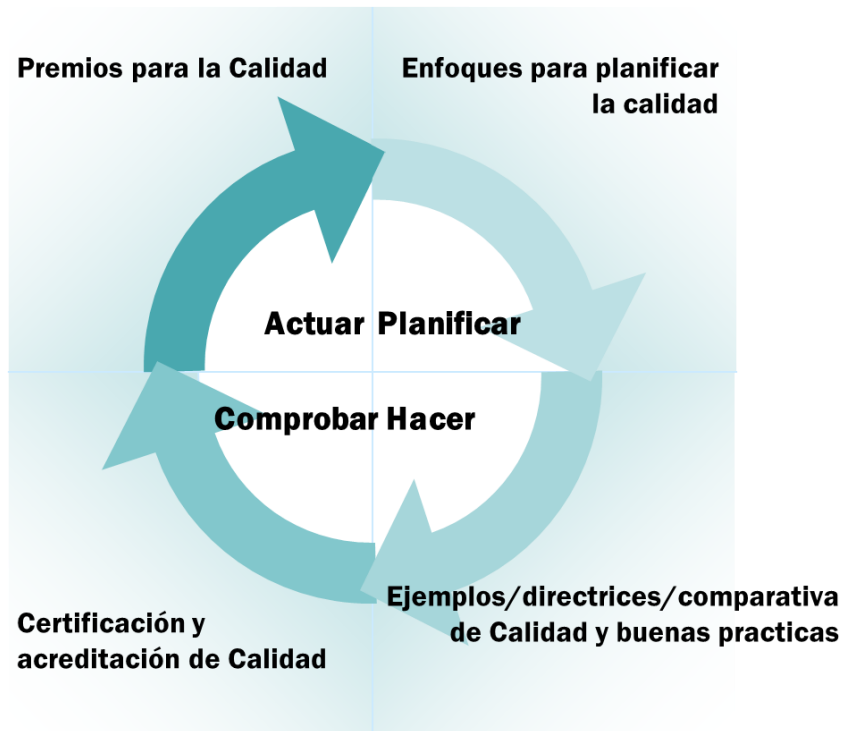 Premios para la Calidad
Enfoques para planificar
la calidad
Actuar Planificar
Comprobar Hacer
Certificación y
acreditación de Calidad
Ejemplos/directrices/comparativa
de Calidad y buenas practicas